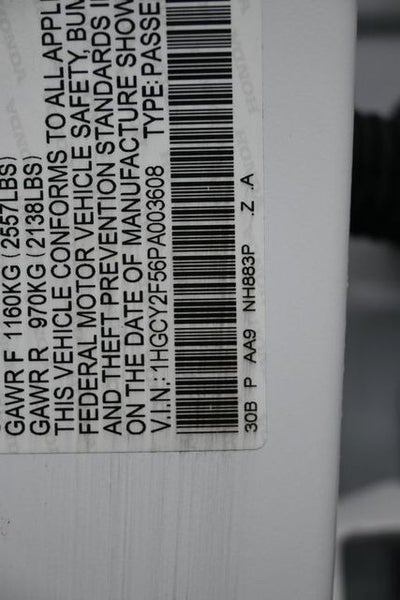 GAWR F 1160KG (2557LBS)
GAWR R 970KG (2138LBS)
THIS VEHICLE CONFORMS TO ALL APPL
FEDERAL MOTOR VEHICLE SAFETY, BUM
AND THEFT PREVENTION STANDARDS I
ON THE DATE OF MANUFACTURE SHOW
V.I.N.: 1HGCY2F56PA003608 TYPE: PASSE
30B P AA9 NH883P .Z .A